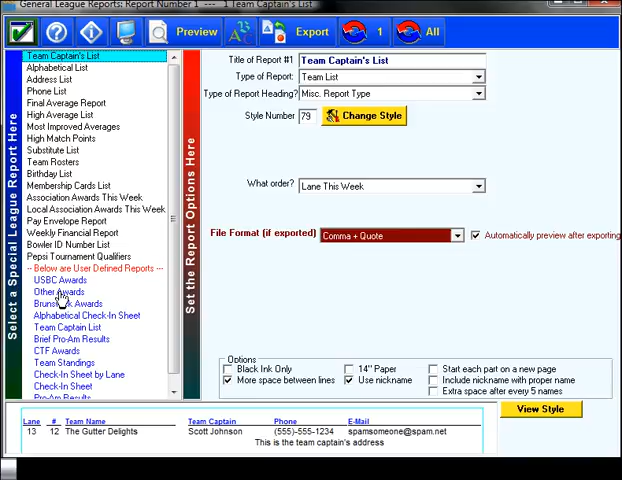 General League Reports: Report Number 1 1 Team Captain's List
Preview
Export
1
All
Select a Special League Report Here
Team Captain's List
Alphabetical List
Address List
Phone List
Final Average Report
High Average List
Most Improved Averages
High Match Points
Substitute List
Team Rosters
Birthday List
Membership Cards List
Association Awards This Week
Local Association Awards This Week
Pay Envelope Report
Weekly Financial Report
Bowler ID Number List
Pepsi Tournament Qualifiers
-- Below are User Defined Reports ---
USBC Awards
Other Awards
Brunswick Awards
Alphabetical Check-In Sheet
Team Captain List
Brief Pro-Am Results
CTF Awards
Team Standings
Check-In Sheet by Lane
Check-In Sheet
Pro-Am Results
Set the Report Options Here
Title of Report #1 Team Captain's List
Type of Report: Team List
Type of Report Heading? Misc. Report Type
Style Number 79 Change Style
What order? Lane This Week
File Format (if exported) Comma + Quote Automatically preview after exporting
Options
Black Ink Only 14" Paper Start each part on a new page
More space between lines Use nickname Include nickname with proper name
Extra space after every 5 names
View Style
Lane # Team Name Team Captain Phone E-Mail
13 12 The Gutter Delights Scott Johnson (555)-555-1234 spamsomeone@spam.net
This is the team captain's address